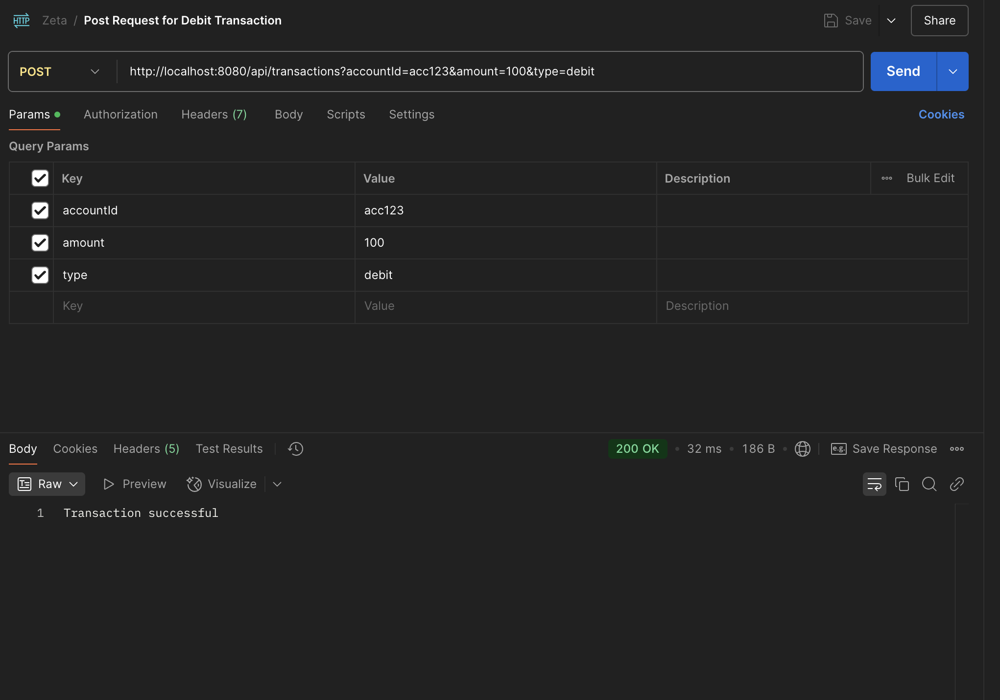 HTTP Zeta / Post Request for Debit Transaction Save Share
POST http://localhost:8080/api/transactions?accountId=acc123&amount=100&type=debit Send
Params Authorization Headers (7) Body Scripts Settings Cookies
Query Params
Key Value Description Bulk Edit
accountId acc123
amount 100
type debit
Key Value Description
Body Cookies Headers (5) Test Results 200 OK 32 ms 186 B e.g. Save Response
Raw Preview Visualize
1 Transaction successful